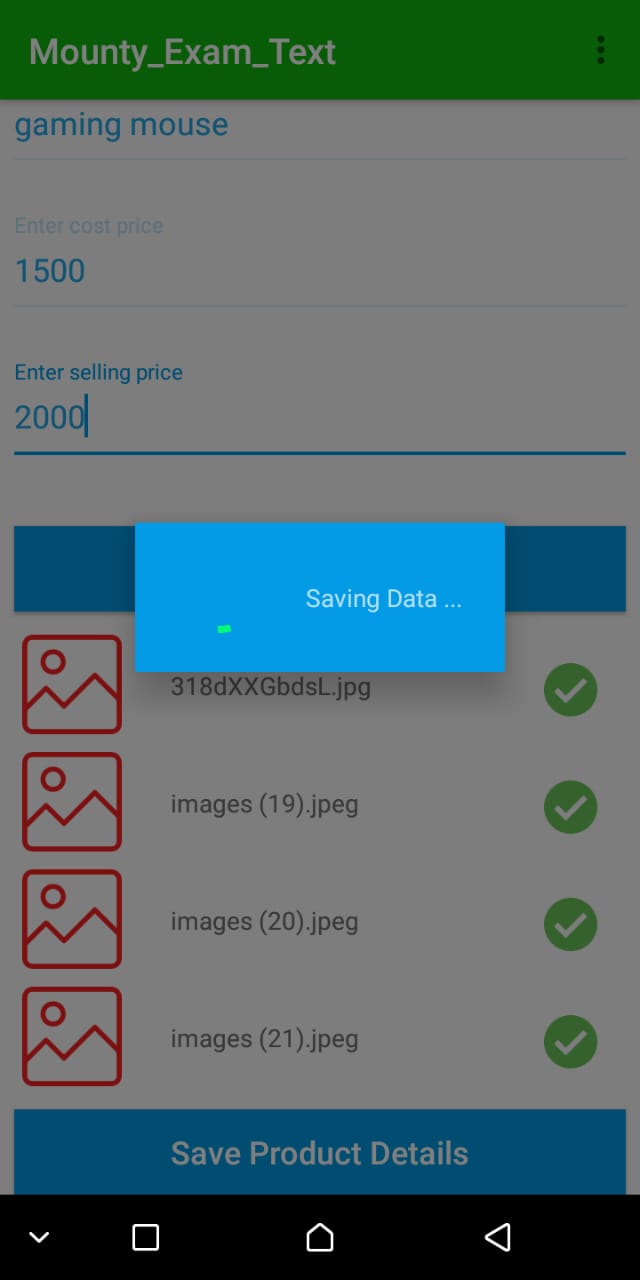 Mounty_Exam_Text
gaming mouse
Enter cost price
1500
Enter selling price
2000
Saving Data ...
318dXXGbdsL.jpg
images (19).jpeg
images (20).jpeg
images (21).jpeg
Save Product Details